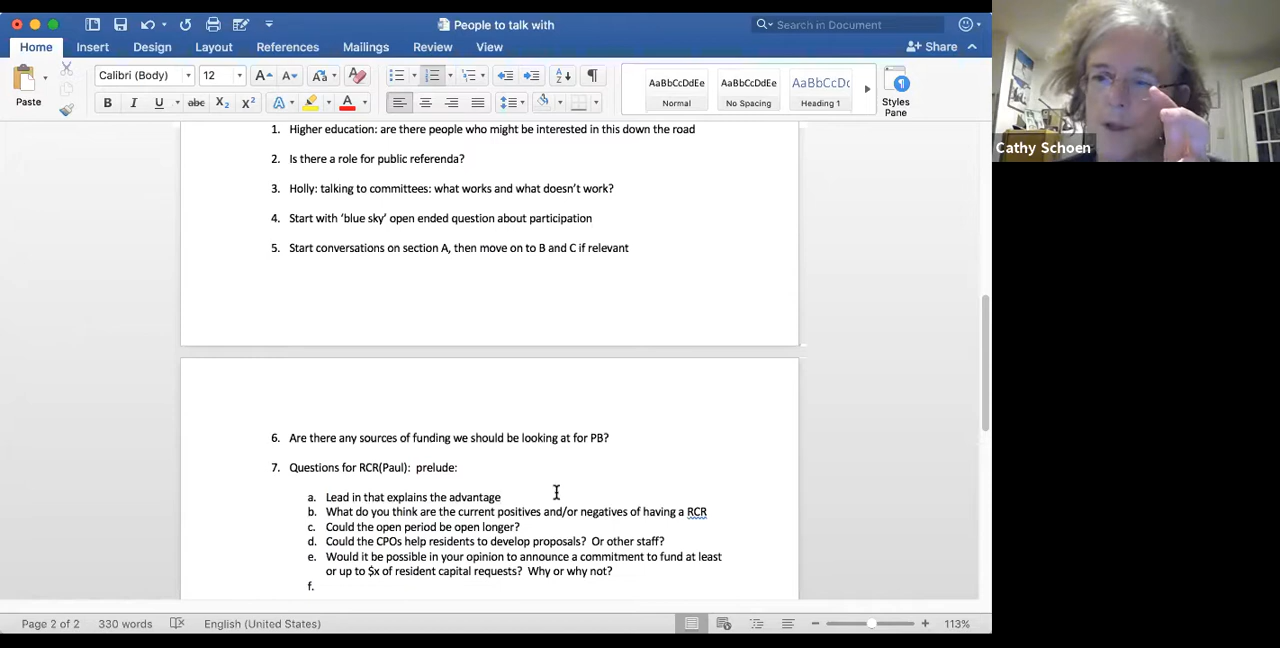 People to talk with
Search in Document
Home Insert Design Layout References Mailings Review View Share
Calibri (Body) 12
Paste
AaBbCcDdEe AaBbCcDdEe AaBbCcDc
Normal No Spacing Heading 1
Styles Pane
Cathy Schoen
1. Higher education: are there people who might be interested in this down the road
2. Is there a role for public referenda?
3. Holly: talking to committees: what works and what doesn’t work?
4. Start with ‘blue sky’ open ended question about participation
5. Start conversations on section A, then move on to B and C if relevant
6. Are there any sources of funding we should be looking at for PB?
7. Questions for RCR(Paul): prelude:
a. Lead in that explains the advantage
b. What do you think are the current positives and/or negatives of having a RCR
c. Could the open period be open longer?
d. Could the CPOs help residents to develop proposals? Or other staff?
e. Would it be possible in your opinion to announce a commitment to fund at least
or up to $x of resident capital requests? Why or why not?
f.
Page 2 of 2 330 words English (United States) 113%